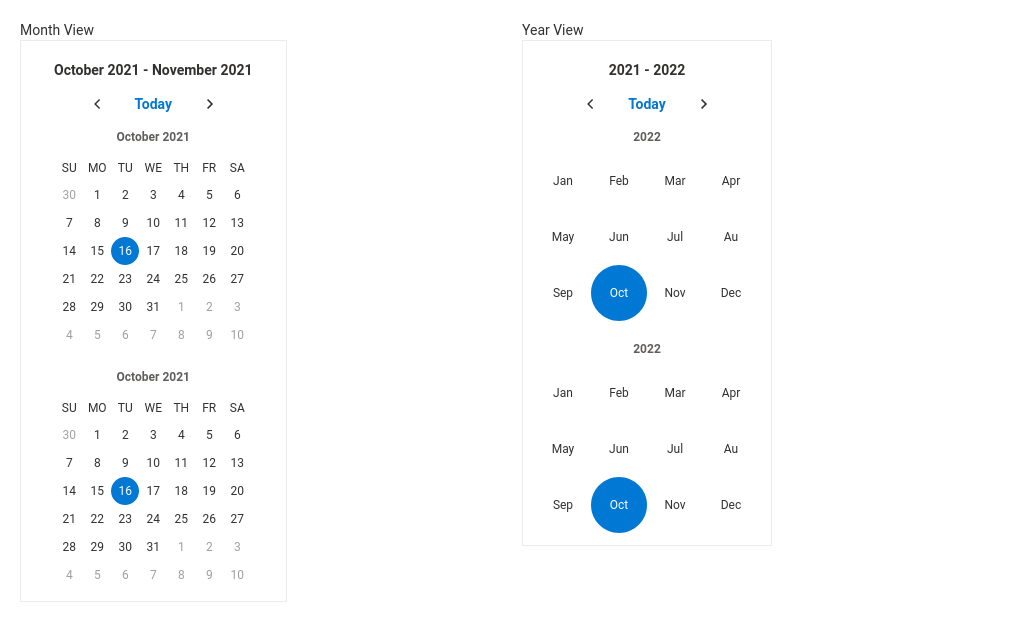 Month View
October 2021 - November 2021
Today
October 2021
SU MO TU WE TH FR SA
30 1 2 3 4 5 6
7 8 9 10 11 12 13
14 15 16 17 18 19 20
21 22 23 24 25 26 27
28 29 30 31 1 2 3
4 5 6 7 8 9 10
October 2021
SU MO TU WE TH FR SA
30 1 2 3 4 5 6
7 8 9 10 11 12 13
14 15 16 17 18 19 20
21 22 23 24 25 26 27
28 29 30 31 1 2 3
4 5 6 7 8 9 10
Year View
2021 - 2022
Today
2022
Jan Feb Mar Apr
May Jun Jul Au
Sep Oct Nov Dec
2022
Jan Feb Mar Apr
May Jun Jul Au
Sep Oct Nov Dec